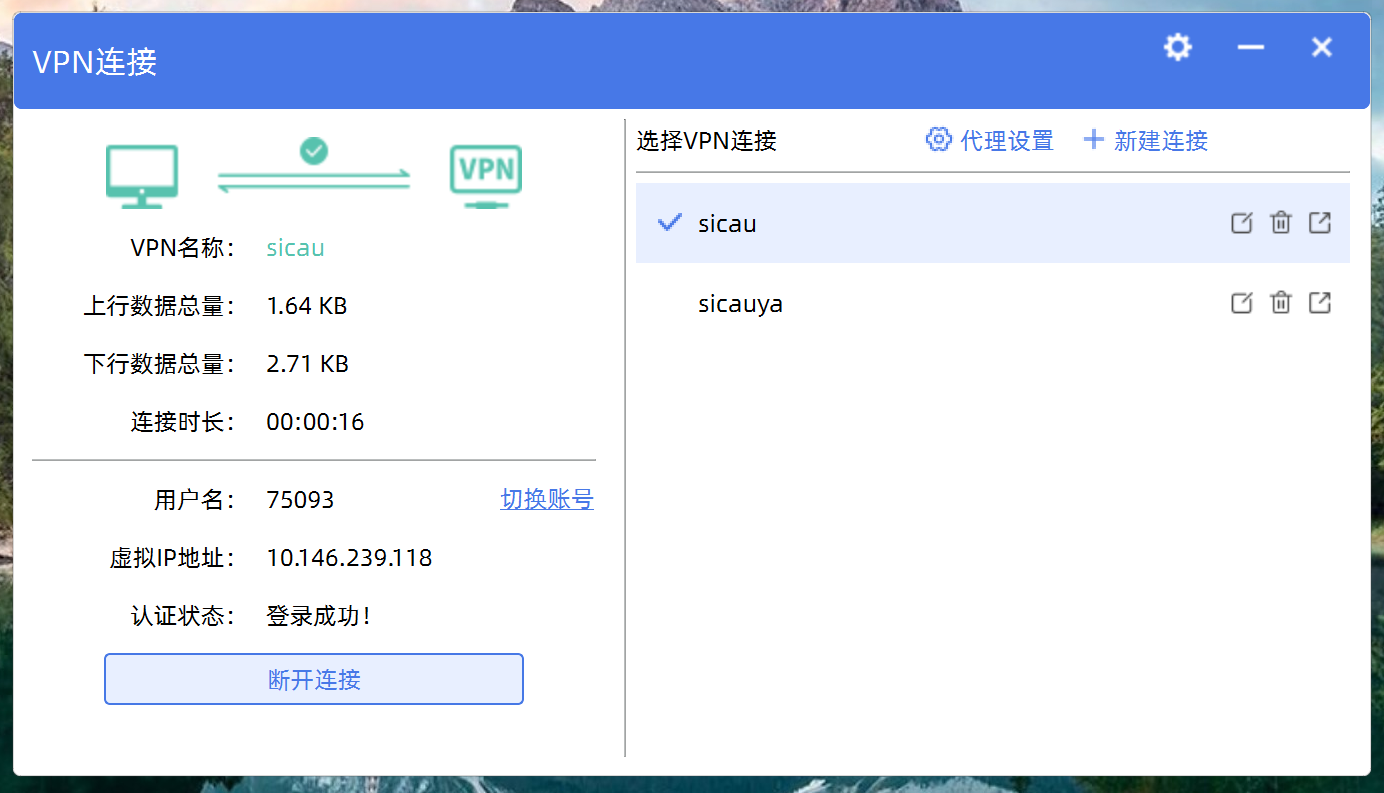 VPN连接
VPN
VPN名称： sicau
上行数据总量： 1.64 KB
下行数据总量： 2.71 KB
连接时长： 00:00:16
用户名： 75093 切换账号
虚拟IP地址： 10.146.239.118
认证状态： 登录成功！
断开连接
选择VPN连接 代理设置 新建连接
sicau
sicauya